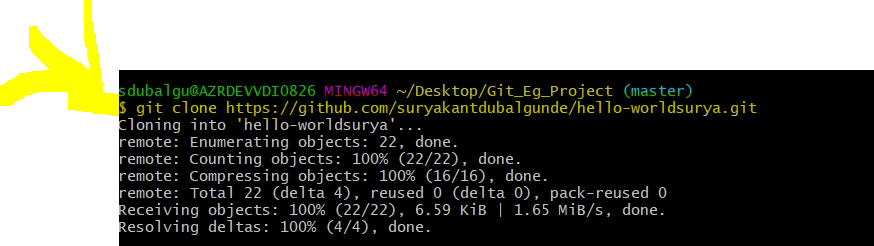 sdubalgu@AZRDEVVDI0826 MINGW64 ~/Desktop/Git_Eg_Project (master)
$ git clone https://github.com/suryakantdubalgunde/hello-worldsurya.git
Cloning into 'hello-worldsurya'...
remote: Enumerating objects: 22, done.
remote: Counting objects: 100% (22/22), done.
remote: Compressing objects: 100% (16/16), done.
remote: Total 22 (delta 4), reused 0 (delta 0), pack-reused 0
Receiving objects: 100% (22/22), 6.59 KiB | 1.65 MiB/s, done.
Resolving deltas: 100% (4/4), done.